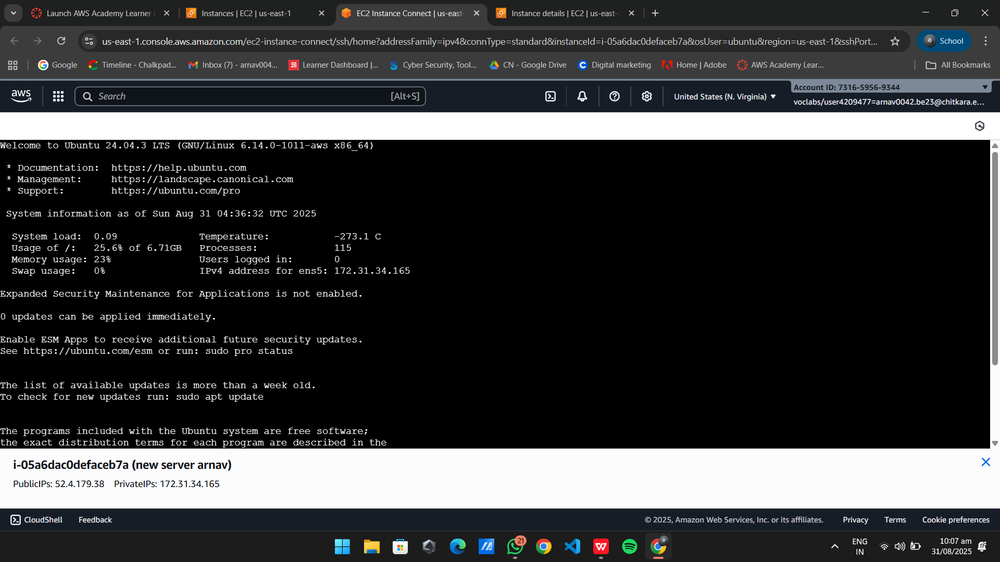 Launch AWS Academy Learner L
Instances | EC2 | us-east-1
EC2 Instance Connect | us-east-
Instance details | EC2 | us-east-1
us-east-1.console.aws.amazon.com/ec2-instance-connect/ssh/home?addressFamily=ipv4&connType=standard&instanceId=i-05a6dac0defaceb7a&osUser=ubuntu&region=us-east-1&sshPort...
School
Google
Timeline - Chalkpad...
Inbox (7) - arnav004...
Learner Dashboard |...
Cyber Security, Tool...
CN - Google Drive
Digital marketing
Home | Adobe
AWS Academy Lear...
All Bookmarks
aws
Search
[Alt+S]
United States (N. Virginia)
Account ID: 7316-5956-9344
voclabs/user4209477=arnav0042.be23@chitkara.e...
Welcome to Ubuntu 24.04.3 LTS (GNU/Linux 6.14.0-1011-aws x86_64)
* Documentation:  https://help.ubuntu.com
* Management:     https://landscape.canonical.com
* Support:        https://ubuntu.com/pro
System information as of Sun Aug 31 04:36:32 UTC 2025
System load:  0.09              Temperature:           -273.1 C
Usage of /:   25.6% of 6.71GB   Processes:             115
Memory usage: 23%               Users logged in:       0
Swap usage:   0%                IPv4 address for ens5: 172.31.34.165
Expanded Security Maintenance for Applications is not enabled.
0 updates can be applied immediately.
Enable ESM Apps to receive additional future security updates.
See https://ubuntu.com/esm or run: sudo pro status
The list of available updates is more than a week old.
To check for new updates run: sudo apt update
The programs included with the Ubuntu system are free software;
the exact distribution terms for each program are described in the
i-05a6dac0defaceb7a (new server arnav)
PublicIPs: 52.4.179.38 PrivateIPs: 172.31.34.165
CloudShell
Feedback
© 2025, Amazon Web Services, Inc. or its affiliates.
Privacy
Terms
Cookie preferences
21
ENG
IN
10:07 am
31/08/2025